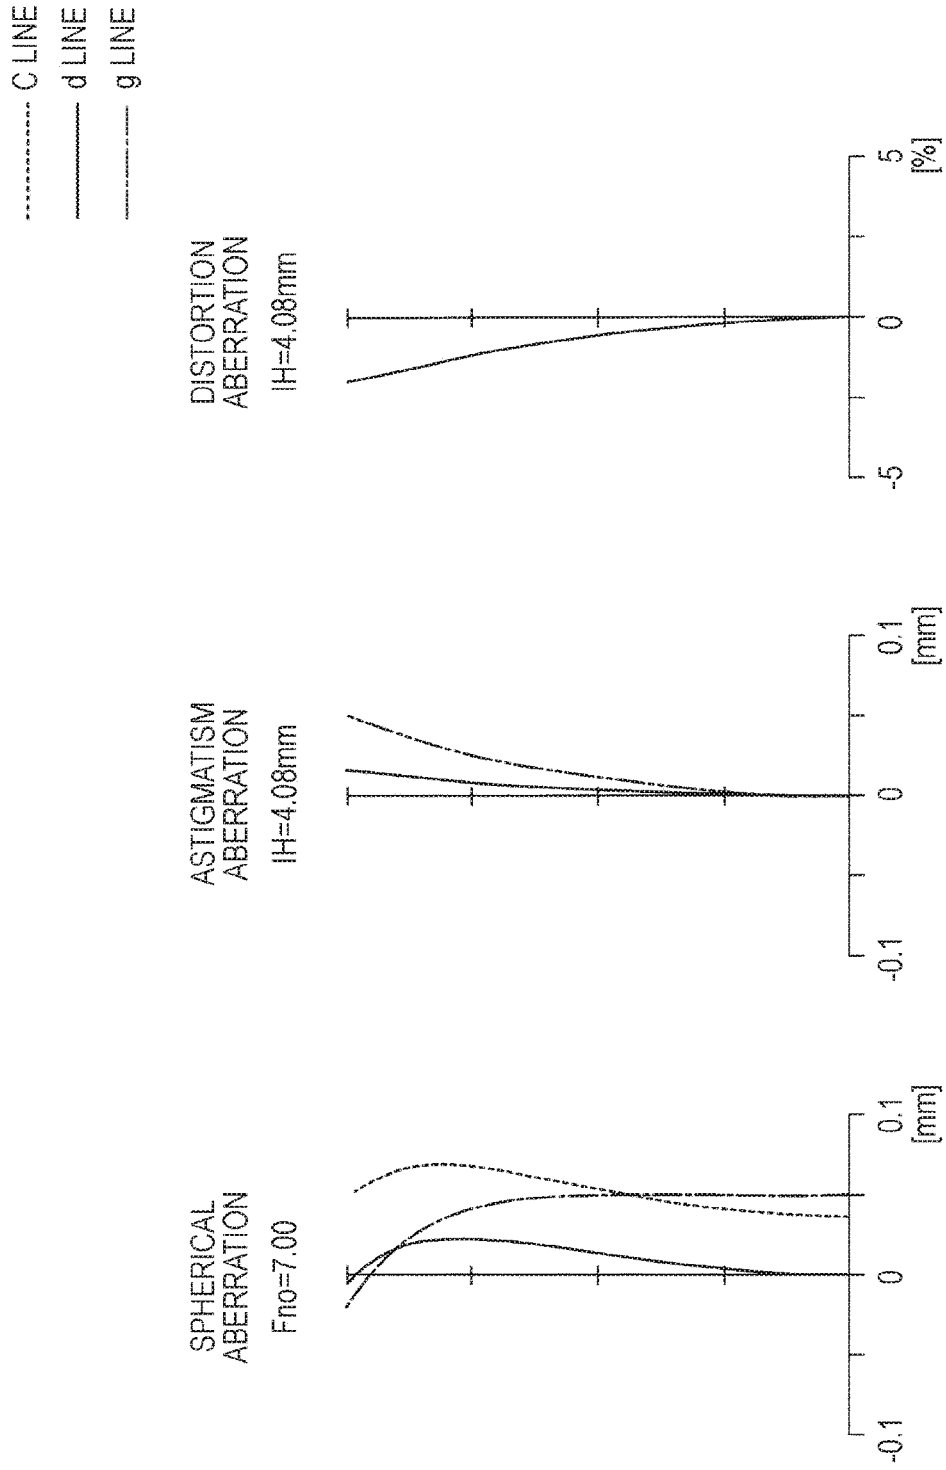 SPHERICAL
ABERRATION
Fno=7.00
-0.1
0
0.1
[mm]
ASTIGMATISM
ABERRATION
IH=4.08mm
-0.1
0
0.1
[mm]
DISTORTION
ABERRATION
IH=4.08mm
-5
0
5
[%]
C LINE
d LINE
g LINE